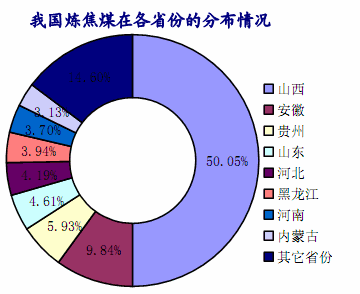 我国炼焦煤在各省份的分布情况
50.05%
9.84%
5.93%
4.61%
4.19%
3.94%
3.70%
3.13%
山西
安徽
贵州
山东
河北
黑龙江
河南
内蒙古
其它省份